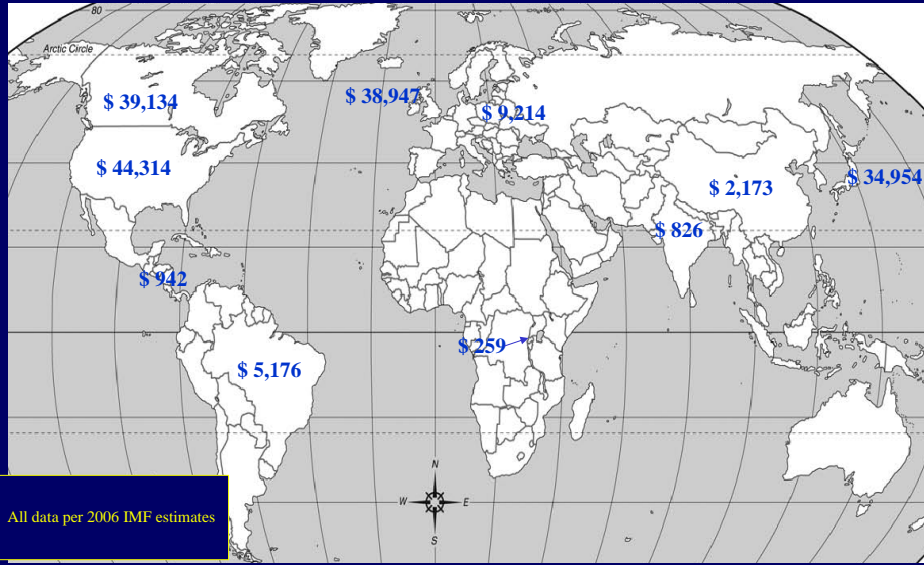 80
Arctic Circle
$ 39,134
$ 38,947
$ 9,214
$ 44,314
$ 2,173
$ 34,954
$ 826
$ 942
$ 259
$ 5,176
N
W
E
S
All data per 2006 IMF estimates